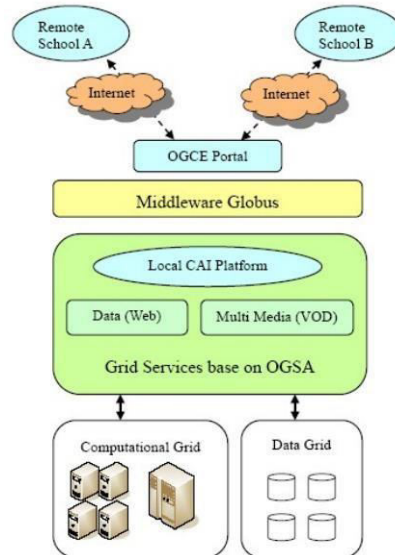 Remote
School A
Remote
School B
Internet
Internet
OGCE Portal
Middleware Globus
Local CAI Platform
Data (Web)
Multi Media (VOD)
Grid Services base on OGSA
Computational Grid
Data Grid